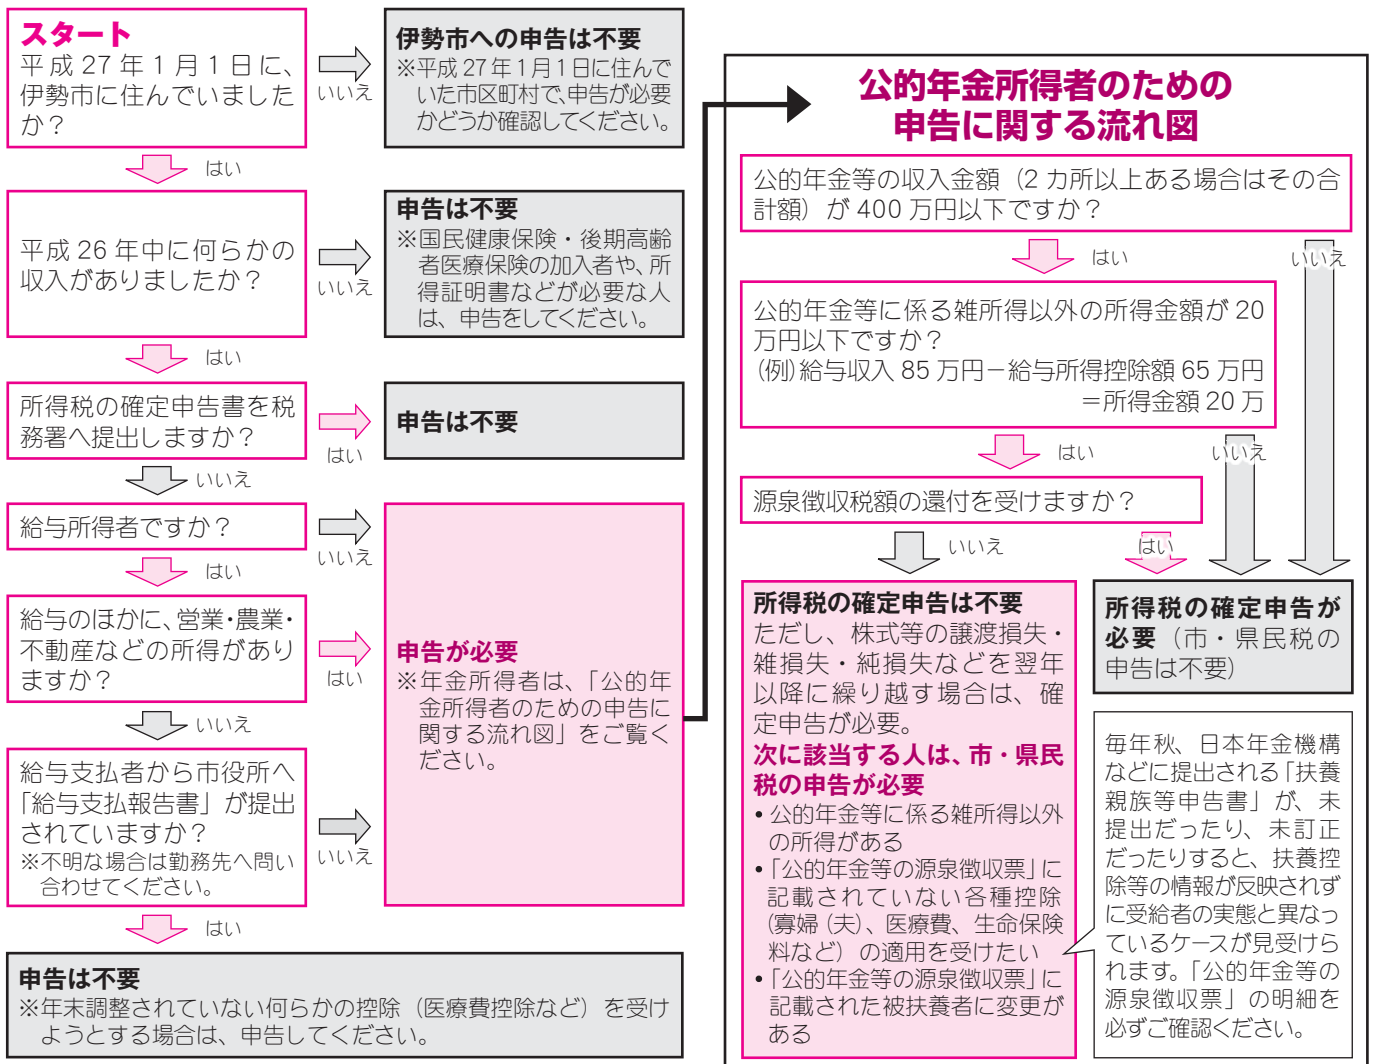 スタート
平成 27 年 1 月 1 日に、
伊勢市に住んでいました
か？
いいえ
伊勢市への申告は不要
※平成 27 年 1 月 1 日に住んで
いた市区町村で、申告が必要
かどうか確認してください。
はい
平成 26 年中に何らかの
収入がありましたか？
いいえ
申告は不要
※国民健康保険・後期高齢
者医療保険の加入者や、所
得証明書などが必要な人
は、申告をしてください。
はい
所得税の確定申告書を税
務署へ提出しますか？
はい
申告は不要
いいえ
給与所得者ですか？
いいえ
はい
給与のほかに、営業・農業・
不動産などの所得があり
ますか？
はい
申告が必要
※年金所得者は、「公的年
金所得者のための申告に
関する流れ図」をご覧く
ださい。
いいえ
給与支払者から市役所へ
「給与支払報告書」が提出
されていますか？
※不明な場合は勤務先へ問い
合わせてください。
いいえ
はい
申告は不要
※年末調整されていない何らかの控除（医療費控除など）を受け
ようとする場合は、申告してください。
公的年金所得者のための
申告に関する流れ図
公的年金等の収入金額（2 カ所以上ある場合はその合
計額）が 400 万円以下ですか？
はい
いいえ
公的年金等に係る雑所得以外の所得金額が 20
万円以下ですか？
(例) 給与収入 85 万円－給与所得控除額 65 万円
＝所得金額 20 万
はい
いいえ
源泉徴収税額の還付を受けますか？
いいえ
はい
所得税の確定申告は不要
ただし、株式等の譲渡損失・
雑損失・純損失などを翌年
以降に繰り越す場合は、確
定申告が必要。
次に該当する人は、市・県民
税の申告が必要
• 公的年金等に係る雑所得以外
の所得がある
• 「公的年金等の源泉徴収票」に
記載されていない各種控除
（寡婦（夫）、医療費、生命保険
料など）の適用を受けたい
• 「公的年金等の源泉徴収票」に
記載された被扶養者に変更が
ある
所得税の確定申告が
必要（市・県民税の
申告は不要）
毎年秋、日本年金機構
などに提出される「扶養
親族等申告書」が、未
提出だったり、未訂正
だったりすると、扶養控
除等の情報が反映されず
に受給者の実態と異なっ
ているケースが見受けら
れます。「公的年金等の
源泉徴収票」の明細を
必ずご確認ください。